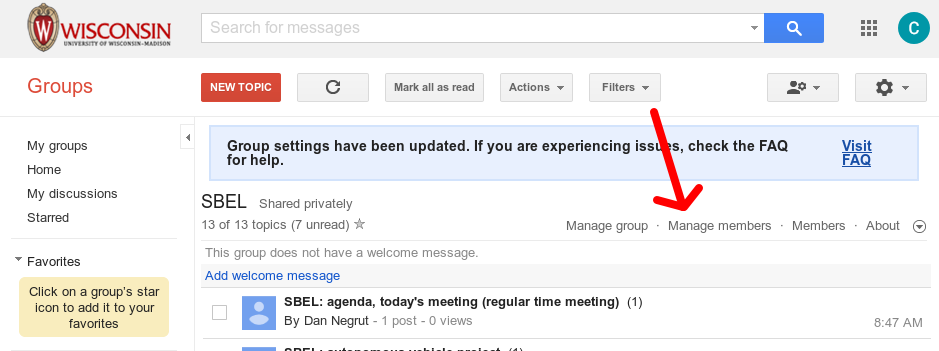 WISCONSIN
UNIVERSITY OF WISCONSIN–MADISON
Search for messages
C
Groups
NEW TOPIC
Mark all as read
Actions
Filters
My groups
Home
My discussions
Starred
Favorites
Click on a group's star
icon to add it to your
favorites
Group settings have been updated. If you are experiencing issues, check the FAQ
for help.
Visit
FAQ
SBEL Shared privately
13 of 13 topics (7 unread)
Manage group · Manage members · Members · About
This group does not have a welcome message.
Add welcome message
SBEL: agenda, today's meeting (regular time meeting) (1)
By Dan Negrut - 1 post - 0 views
8:47 AM
SBEL: autonomous vehicle project (1)